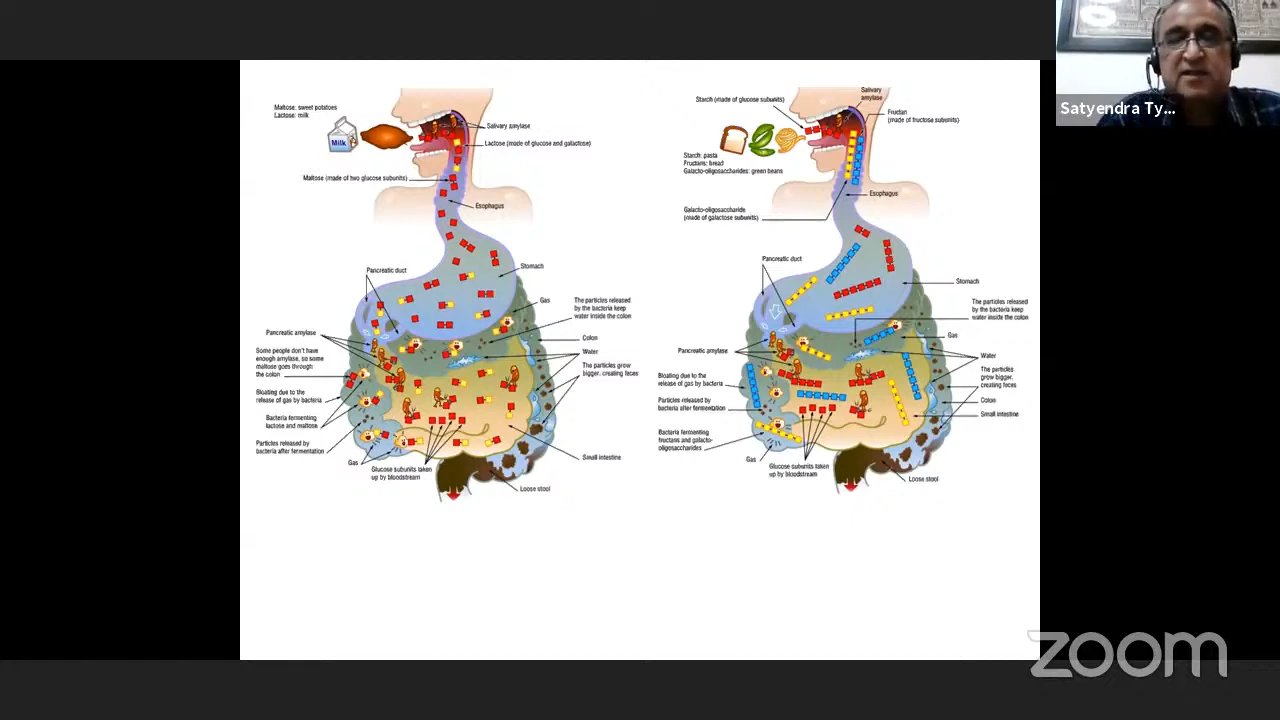 Maltose: sweet potatoes
Lactose: milk
Milk
Salivary amylase
Lactose (made of glucose and galactose)
Maltose (made of two glucose subunits)
Esophagus
Pancreatic duct
Stomach
Gas
The particles released
by the bacteria keep
water inside the colon
Pancreatic amylase
Colon
Some people don't have
enough amylase, so some
maltose goes through
the colon
Water
The particles grow
bigger, creating feces
Bloating due to the
release of gas by bacteria
Bacteria fermenting
lactose and maltose
Particles released by
bacteria after fermentation
Gas
Glucose subunits taken
up by bloodstream
Small intestine
Loose stool
Starch (made of glucose subunits)
Salivary
amylase
Fructan
(made of fructose subunits)
Starch: pasta
Fructans: bread
Galacto-oligosaccharides: green beans
Esophagus
Galacto-oligosaccharide
(made of galactose subunits)
Pancreatic duct
Stomach
The particles released
by the bacteria keep
water inside the colon
Gas
Pancreatic amylase
Water
The particles grow
bigger, creating feces
Bloating due to the
release of gas by bacteria
Particles released by
bacteria after fermentation
Colon
Small intestine
Bacteria fermenting
fructans and galacto-
oligosaccharides
Gas
Glucose subunits taken
up by bloodstream
Loose stool
Satyendra Ty...
zoom